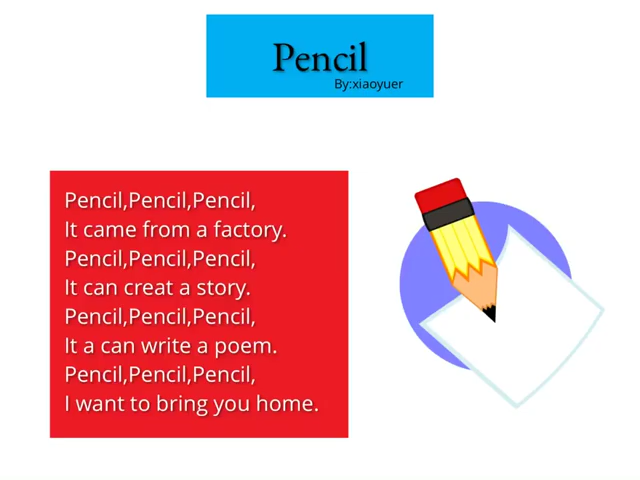 Pencil
By:xiaoyuer
Pencil,Pencil,Pencil,
It came from a factory.
Pencil,Pencil,Pencil,
It can creat a story.
Pencil,Pencil,Pencil,
It a can write a poem.
Pencil,Pencil,Pencil,
I want to bring you home.